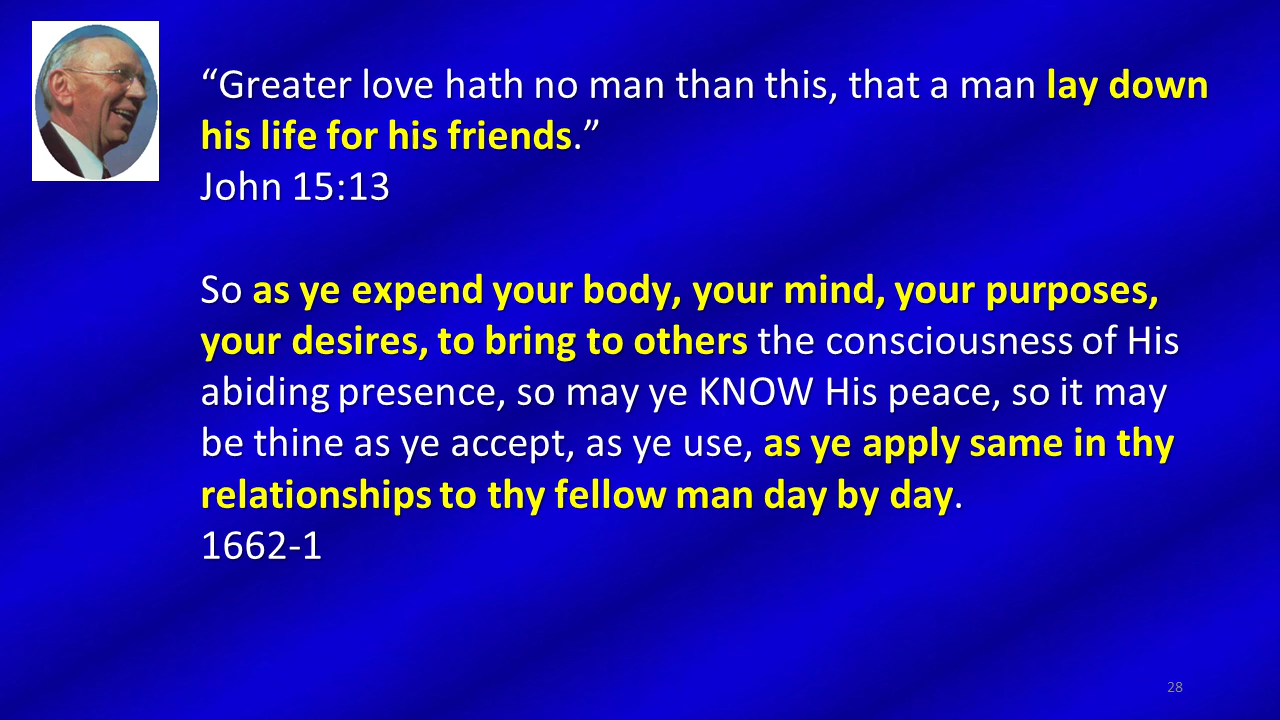 “Greater love hath no man than this, that a man lay down
his life for his friends.”
John 15:13
So as ye expend your body, your mind, your purposes,
your desires, to bring to others the consciousness of His
abiding presence, so may ye KNOW His peace, so it may
be thine as ye accept, as ye use, as ye apply same in thy
relationships to thy fellow man day by day.
1662-1
28